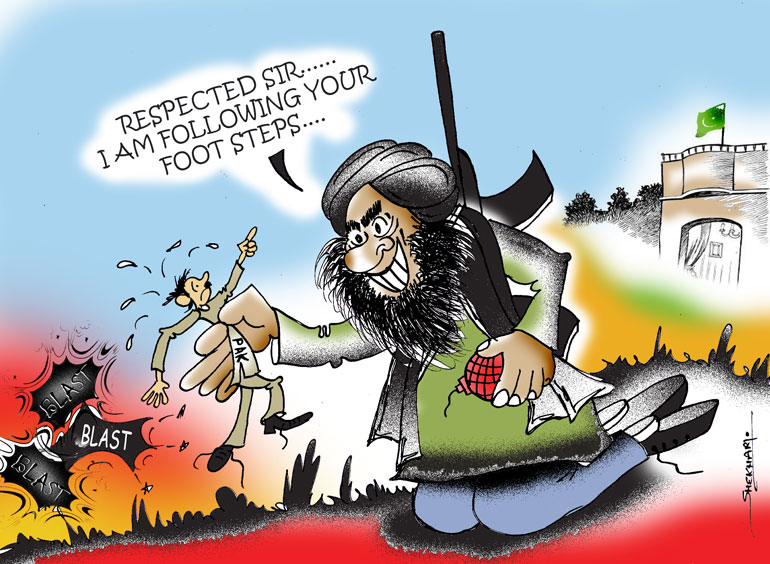 RESPECTED SIR......
I AM FOLLOWING YOUR
FOOT STEPS....
PAK
BLAST
BLAST
BLAST
SHEKHAR